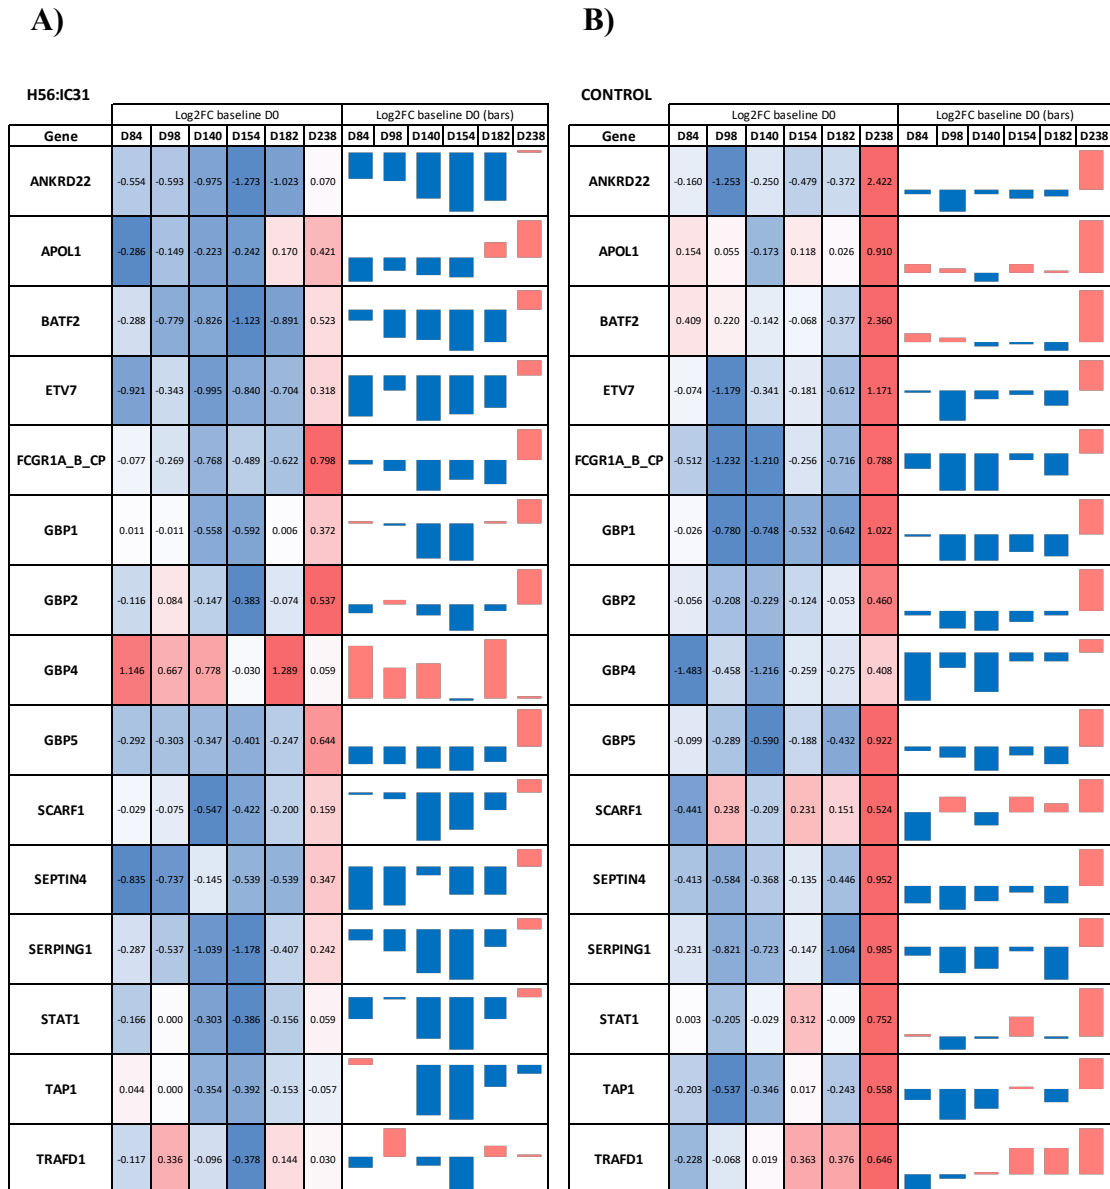 A)
B)
H56:IC31
CONTROL
Log2FC baseline D0 Log2FC baseline D0 (bars)
Gene D84 D98 D140 D154 D182 D238 D84 D98 D140 D154 D182 D238
ANKRD22 -0.554 -0.593 -0.975 -1.273 -1.023 0.070
APOL1 -0.286 -0.149 -0.223 -0.242 0.170 0.421
BATF2 -0.288 -0.779 -0.826 -1.123 -0.891 0.523
ETV7 -0.921 -0.343 -0.995 -0.840 -0.704 0.318
FCGR1A_B_CP -0.077 -0.269 -0.768 -0.489 -0.622 0.798
GBP1 0.011 -0.011 -0.558 -0.592 0.006 0.372
GBP2 -0.116 0.084 -0.147 -0.383 -0.074 0.537
GBP4 1.146 0.667 0.778 -0.030 1.289 0.059
GBP5 -0.292 -0.303 -0.347 -0.401 -0.247 0.644
SCARF1 -0.029 -0.075 -0.547 -0.422 -0.200 0.159
SEPTIN4 -0.835 -0.737 -0.145 -0.539 -0.539 0.347
SERPING1 -0.287 -0.537 -1.039 -1.178 -0.407 0.242
STAT1 -0.166 0.000 -0.303 -0.386 -0.156 0.059
TAP1 0.044 0.000 -0.354 -0.392 -0.153 -0.057
TRAFD1 -0.117 0.336 -0.096 -0.378 0.144 0.030
Log2FC baseline D0 Log2FC baseline D0 (bars)
Gene D84 D98 D140 D154 D182 D238 D84 D98 D140 D154 D182 D238
ANKRD22 -0.160 -1.253 -0.250 -0.479 -0.372 2.422
APOL1 0.154 0.055 -0.173 0.118 0.026 0.910
BATF2 0.409 0.220 -0.142 -0.068 -0.377 2.360
ETV7 -0.074 -1.179 -0.341 -0.181 -0.612 1.171
FCGR1A_B_CP -0.512 -1.232 -1.210 -0.256 -0.716 0.788
GBP1 -0.026 -0.780 -0.748 -0.532 -0.642 1.022
GBP2 -0.056 -0.208 -0.229 -0.124 -0.053 0.460
GBP4 -1.483 -0.458 -1.216 -0.259 -0.275 0.408
GBP5 -0.099 -0.289 -0.590 -0.188 -0.432 0.922
SCARF1 -0.441 0.238 -0.209 0.231 0.151 0.524
SEPTIN4 -0.413 -0.584 -0.368 -0.135 -0.446 0.952
SERPING1 -0.231 -0.821 -0.723 -0.147 -1.064 0.985
STAT1 0.003 -0.205 -0.029 0.312 -0.009 0.752
TAP1 -0.203 -0.537 -0.346 0.017 -0.243 0.558
TRAFD1 -0.228 -0.068 0.019 0.363 0.376 0.646